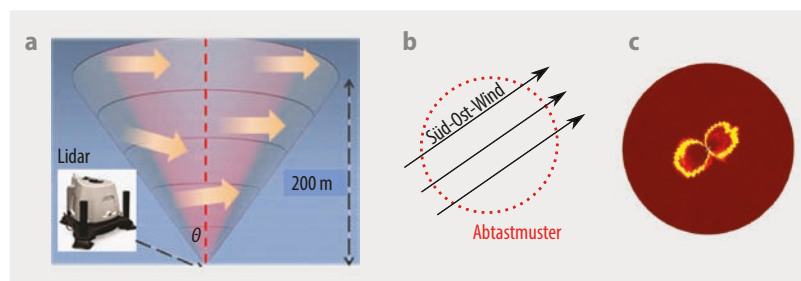 a
b
c
Lidar
200 m
θ
Süd-Ost-Wind
Abtastmuster